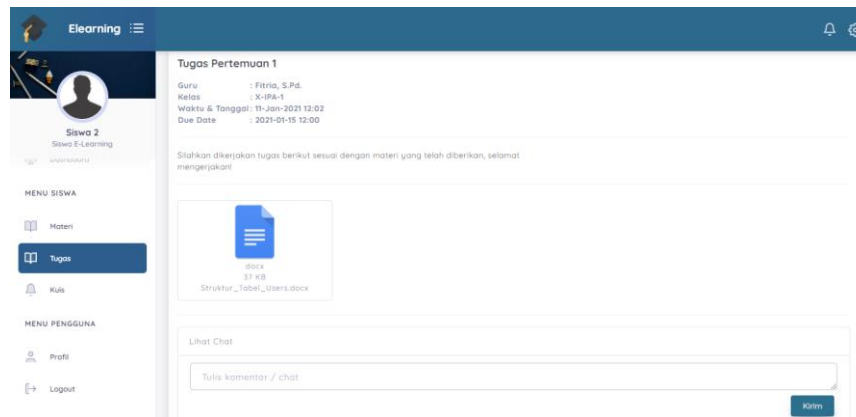 Elearning
Siswa 2
Siswa E-Learning
Dashboard
MENU SISWA
Materi
Tugas
Kuis
MENU PENGGUNA
Profil
Logout
Tugas Pertemuan 1
Guru : Fitria, S.Pd.
Kelas : X-IPA-1
Waktu & Tanggal : 11-Jan-2021 12:02
Due Date : 2021-01-15 12:00
Silahkan dikerjakan tugas berikut sesuai dengan materi yang telah diberikan, selamat
mengerjakan!
docx
37 KB
Struktur_Tabel_Users.docx
Lihat Chat
Tulis komentar / chat
Kirim